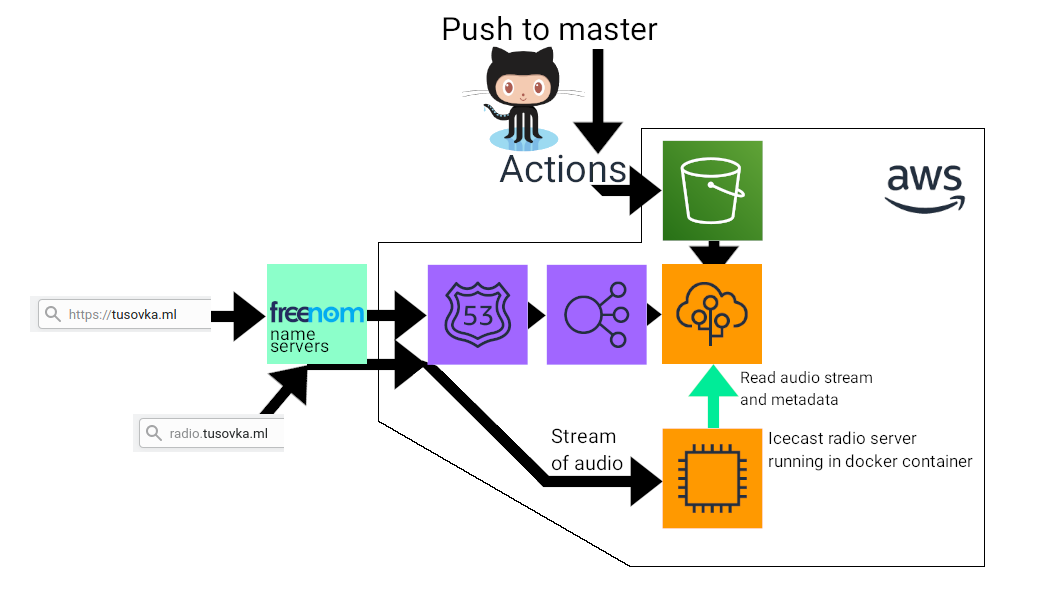 Push to master
Actions
aws
https://tusovka.ml
freenom
name
servers
53
Read audio stream
and metadata
radio.tusovka.ml
Stream
of audio
Icecast radio server
running in docker container